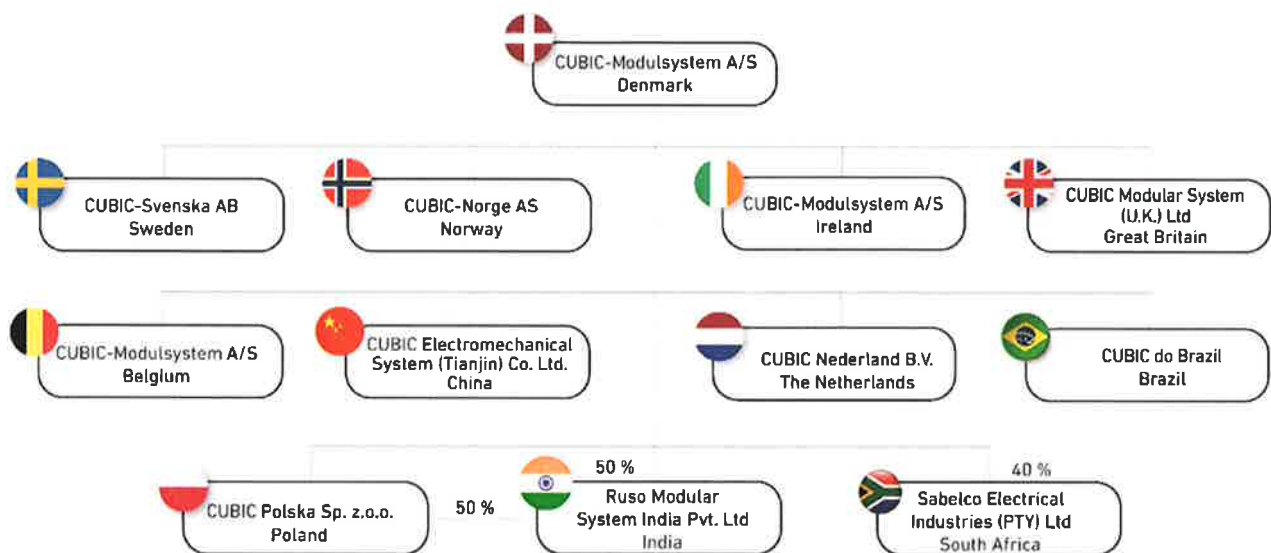 CUBIC-Modulsystem A/S
Denmark
CUBIC-Svenska AB
Sweden
CUBIC-Norge AS
Norway
CUBIC-Modulsystem A/S
Ireland
CUBIC Modular System
(U.K.) Ltd
Great Britain
CUBIC-Modulsystem A/S
Belgium
CUBIC Electromechanical
System (Tianjin) Co. Ltd.
China
CUBIC Nederland B.V.
The Netherlands
CUBIC do Brazil
Brazil
CUBIC Polska Sp. z.o.o.
Poland
50 %
50 %
Ruso Modular
System India Pvt. Ltd
India
40 %
Sabelco Electrical
Industries (PTY) Ltd
South Africa